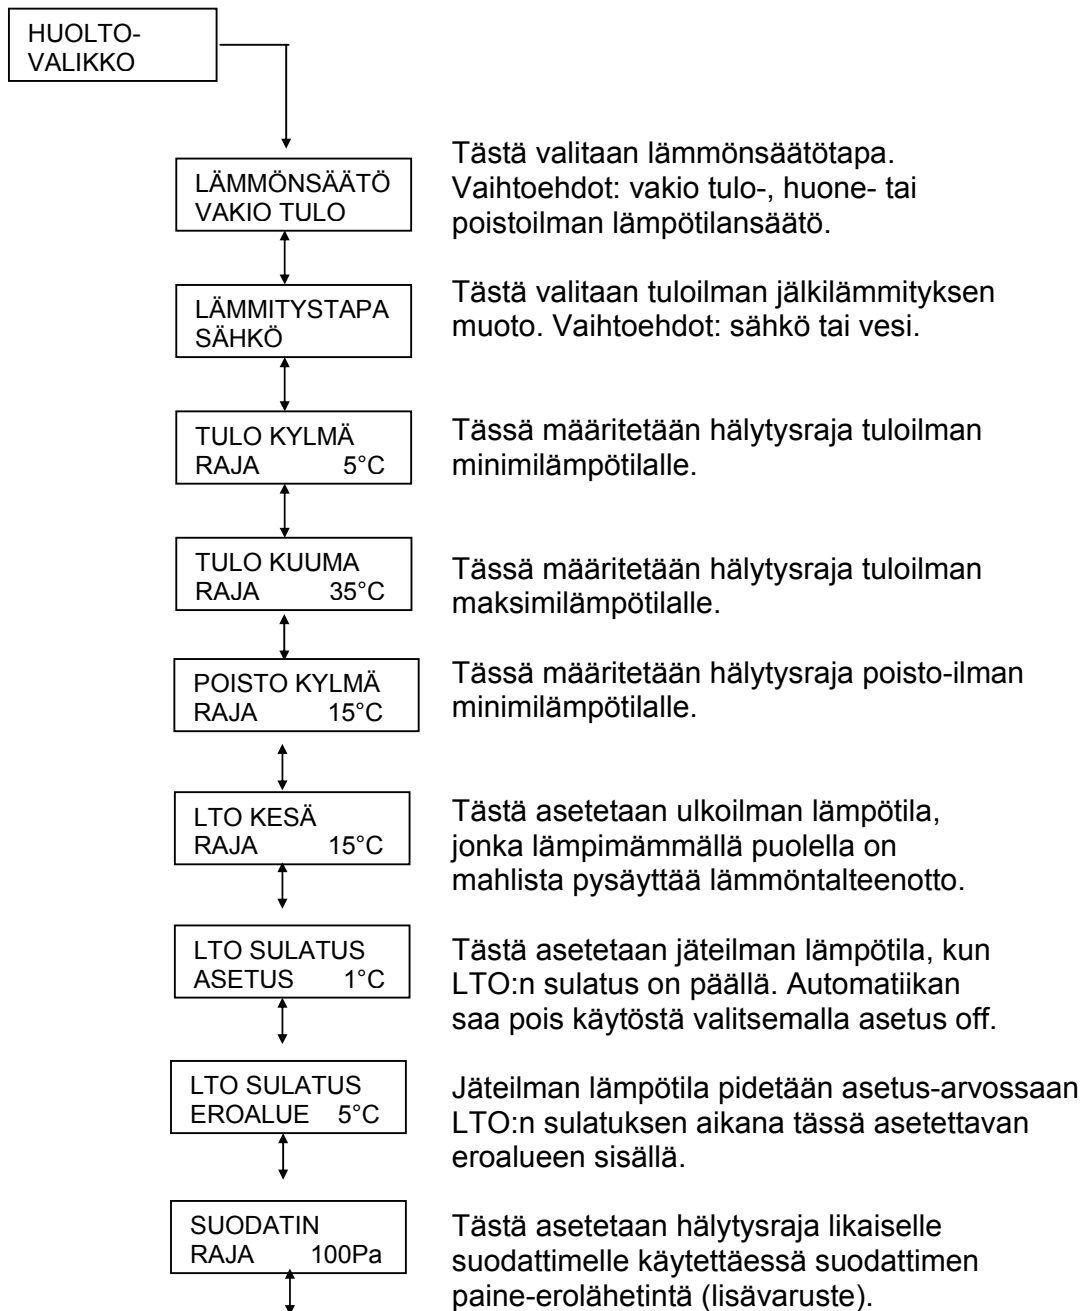 HUOLTO-
VALIKKO
LÄMMÖNSÄÄTÖ
VAKIO TULO
Tästä valitaan lämmönsäätötapa.
Vaihtoehdot: vakio tulo-, huone- tai
poistoilman lämpötilansäätö.
LÄMMITYSTAPA
SÄHKÖ
Tästä valitaan tuloilman jälkilämmityksen
muoto. Vaihtoehdot: sähkö tai vesi.
TULO KYLMÄ
RAJA 5°C
Tässä määritetään hälytysraja tuloilman
minimilämpötilalle.
TULO KUUMA
RAJA 35°C
Tässä määritetään hälytysraja tuloilman
maksimilämpötilalle.
POISTO KYLMÄ
RAJA 15°C
Tässä määritetään hälytysraja poisto-ilman
minimilämpötilalle.
LTO KESÄ
RAJA 15°C
Tästä asetetaan ulkoilman lämpötila,
jonka lämpimämmällä puolella on
mahlista pysäyttää lämmöntalteenotto.
LTO SULATUS
ASETUS 1°C
Tästä asetetaan jäteilman lämpötila, kun
LTO:n sulatus on päällä. Automatiikan
saa pois käytöstä valitsemalla asetus off.
LTO SULATUS
EROALUE 5°C
Jäteilman lämpötila pidetään asetus-arvossaan
LTO:n sulatuksen aikana tässä asetettavan
eroalueen sisällä.
SUODATIN
RAJA 100Pa
Tästä asetetaan hälytysraja likaiselle
suodattimelle käytettäessä suodattimen
paine-erolähetintä (lisävaruste).